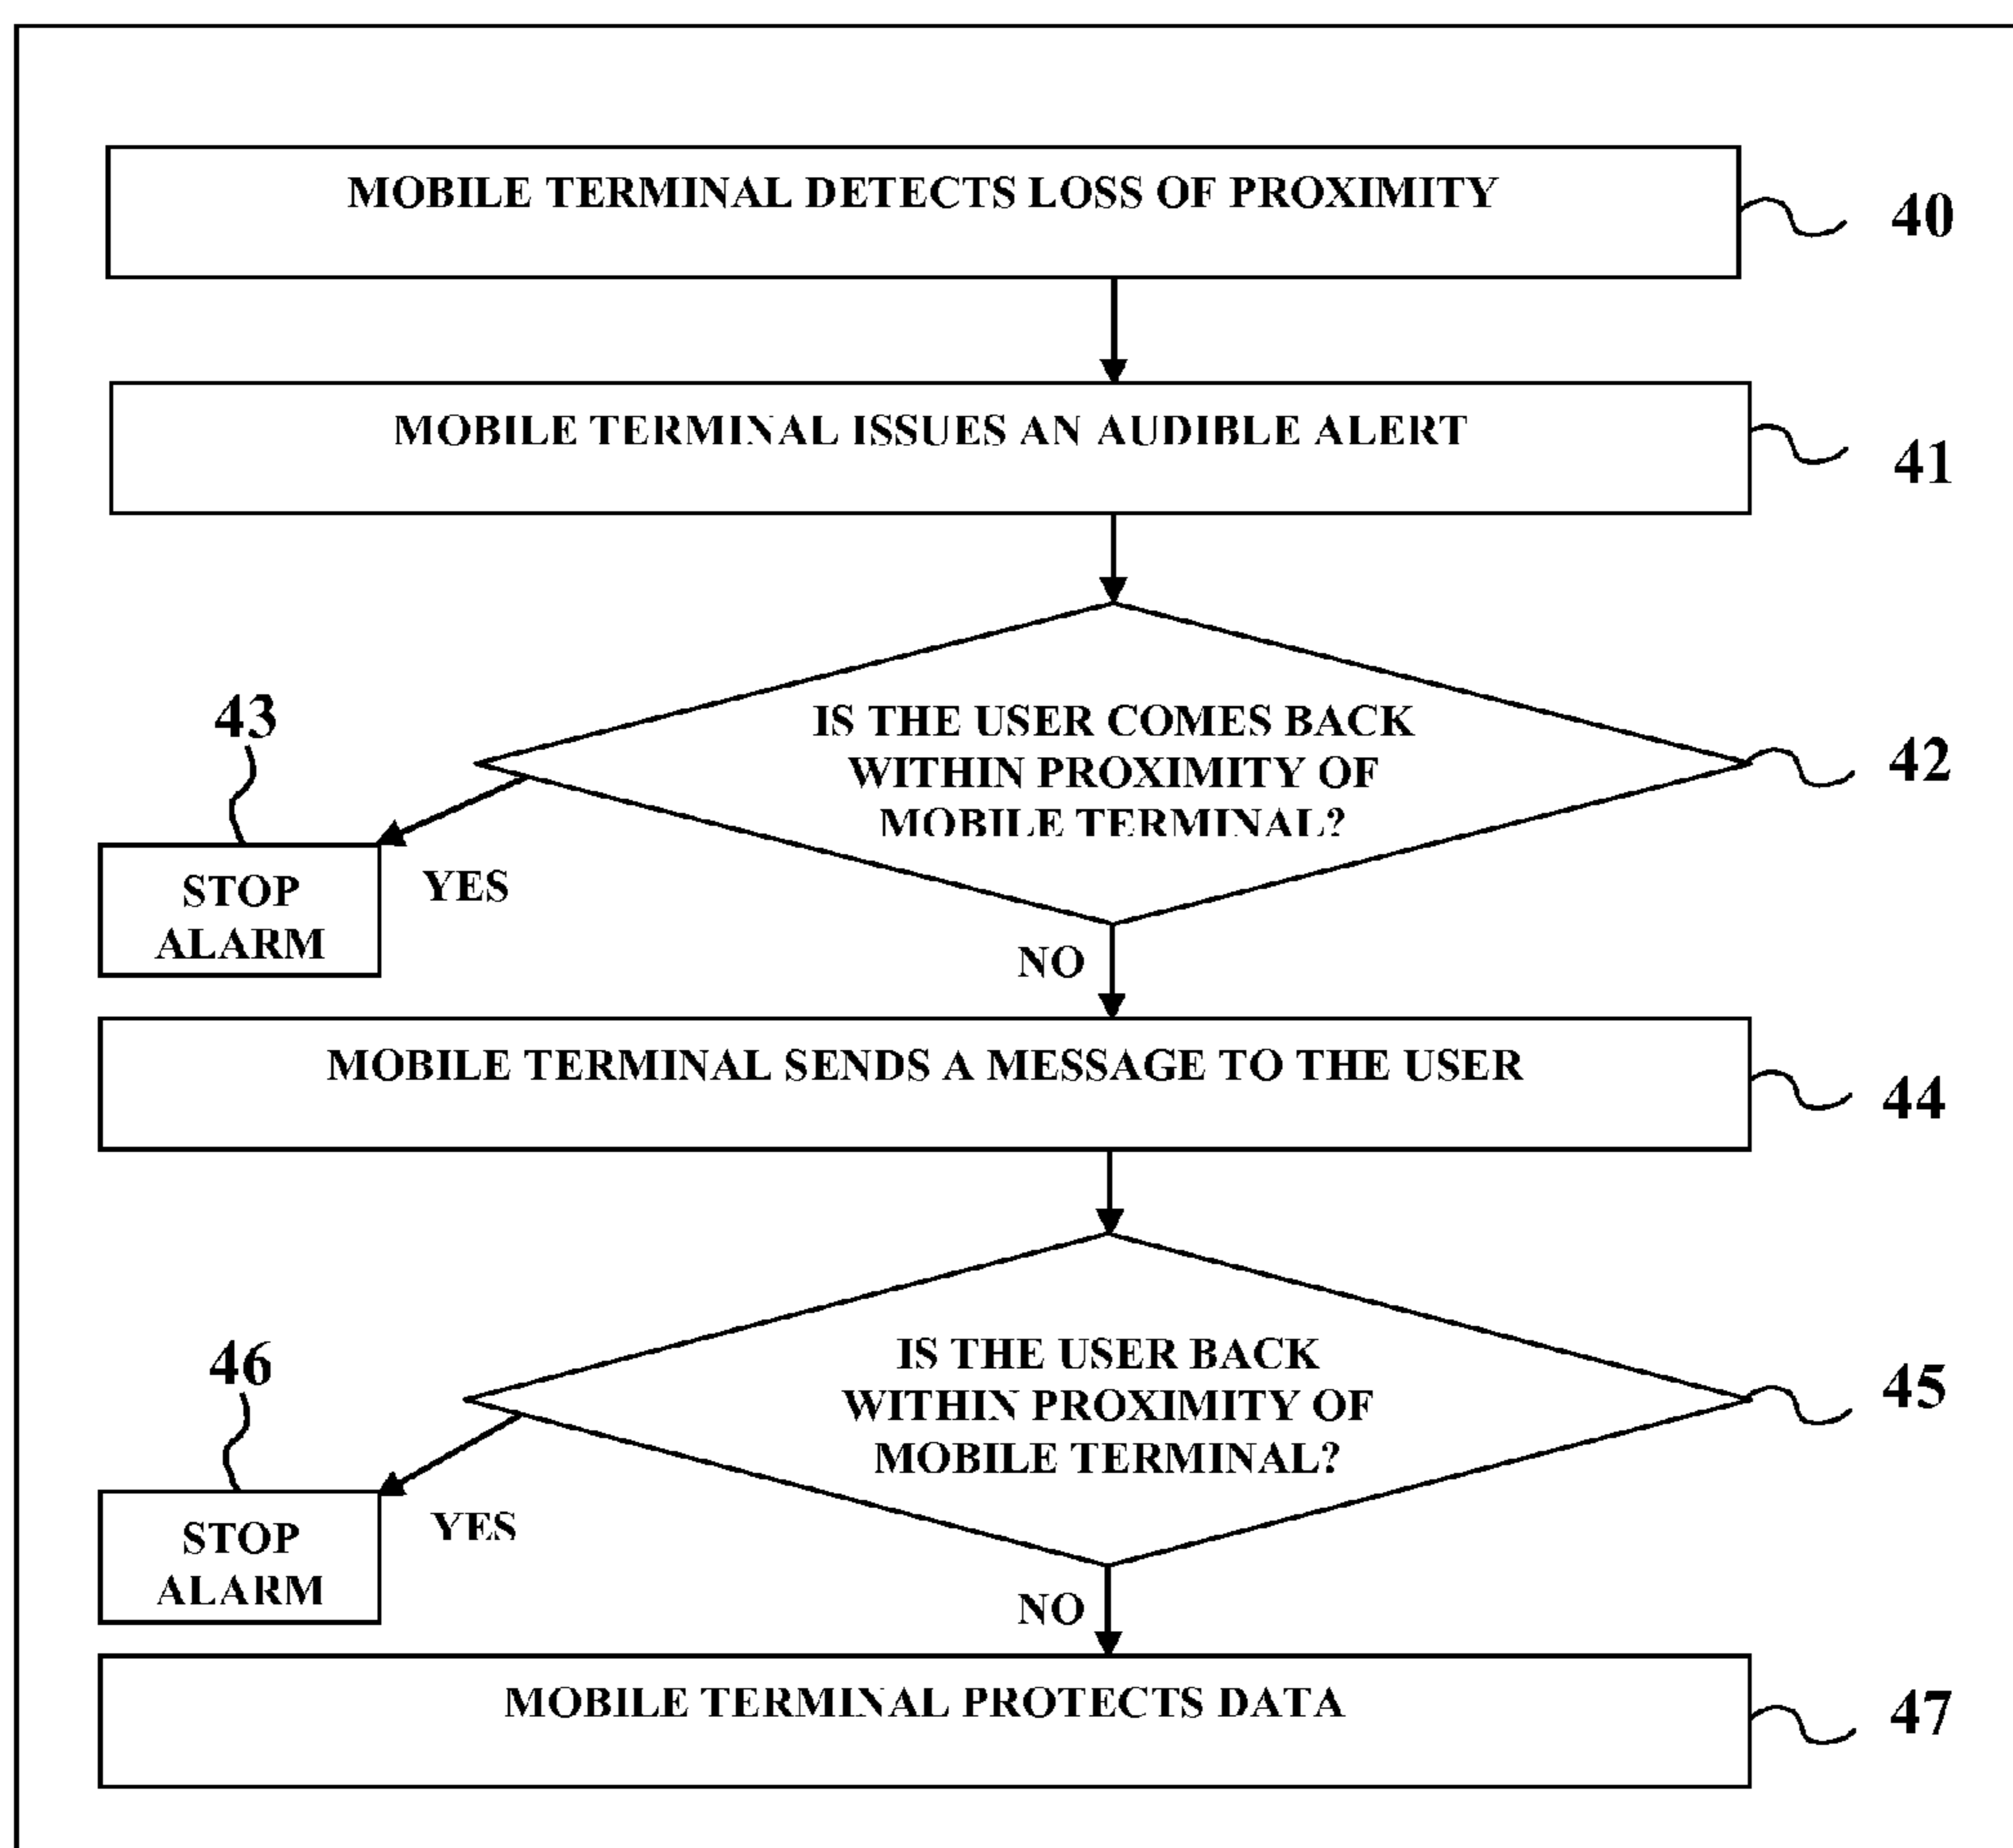 MOBILE TERMINAL DETECTS LOSS OF PROXIMITY
40
MOBILE TERMINAL ISSUES AN AUDIBLE ALERT
41
IS THE USER COMES BACK
WITHIN PROXIMITY OF
MOBILE TERMINAL?
42
43
YES
STOP
ALARM
NO
MOBILE TERMINAL SENDS A MESSAGE TO THE USER
44
IS THE USER BACK
WITHIN PROXIMITY OF
MOBILE TERMINAL?
45
46
YES
STOP
ALARM
NO
MOBILE TERMINAL PROTECTS DATA
47